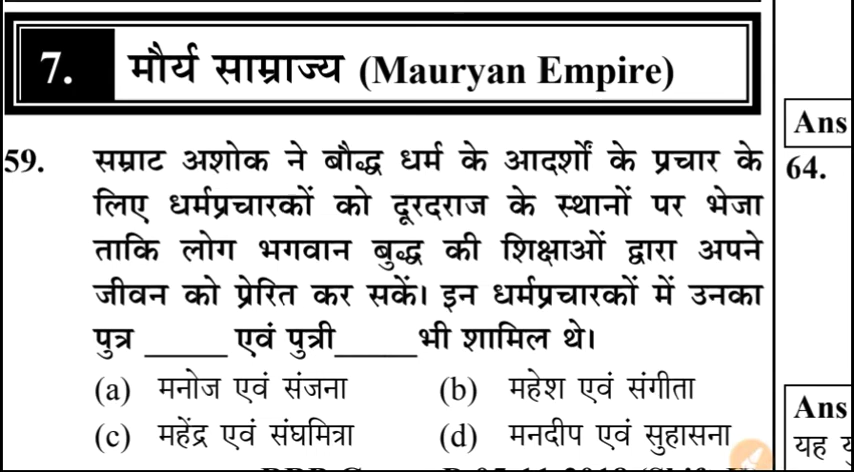 7. मौर्य साम्राज्य (Mauryan Empire)
59. सम्राट अशोक ने बौद्ध धर्म के आदर्शों के प्रचार के
लिए धर्मप्रचारकों को दूरदराज के स्थानों पर भेजा
ताकि लोग भगवान बुद्ध की शिक्षाओं द्वारा अपने
जीवन को प्रेरित कर सकें। इन धर्मप्रचारकों में उनका
पुत्र _____ एवं पुत्री_____भी शामिल थे।
(a) मनोज एवं संजना (b) महेश एवं संगीता
(c) महेंद्र एवं संघमित्रा (d) मनदीप एवं सुहासना
Ans
64.
Ans
यह